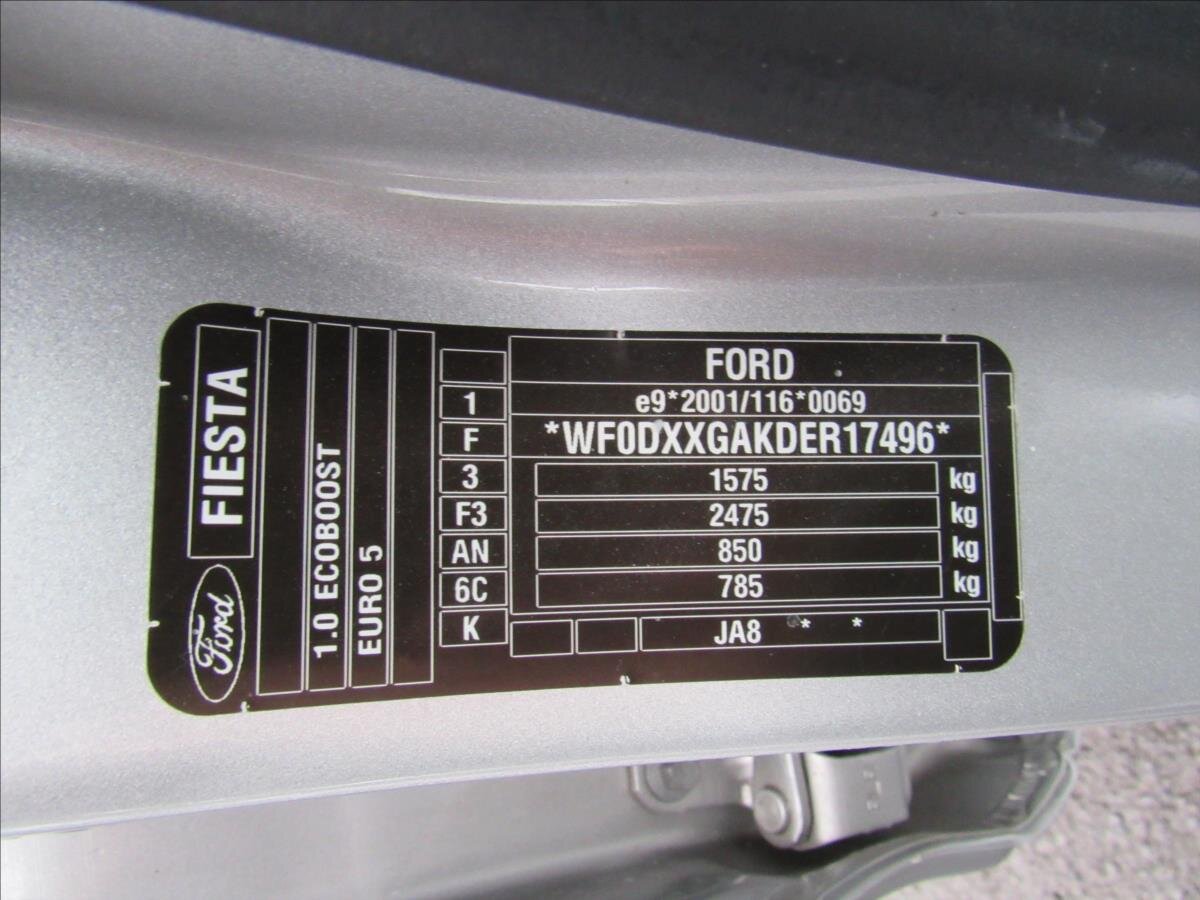 FORD
e9*2001/116*0069
*WF0DXXGAKDER17496*
1575 kg
2475 kg
850 kg
785 kg
JA8 * *
1
F
3
F3
AN
6C
K
FIESTA
Ford
1.0 ECOBOOST
EURO 5